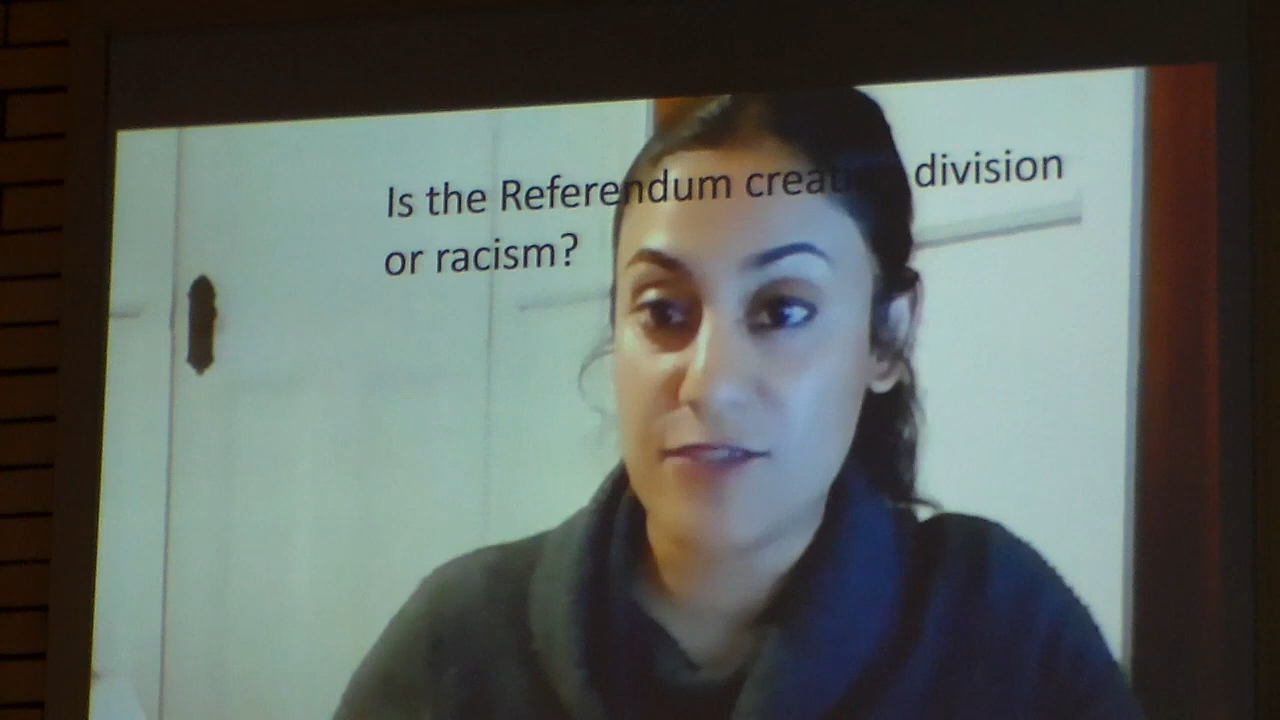 Is the Referendum division
or racism?